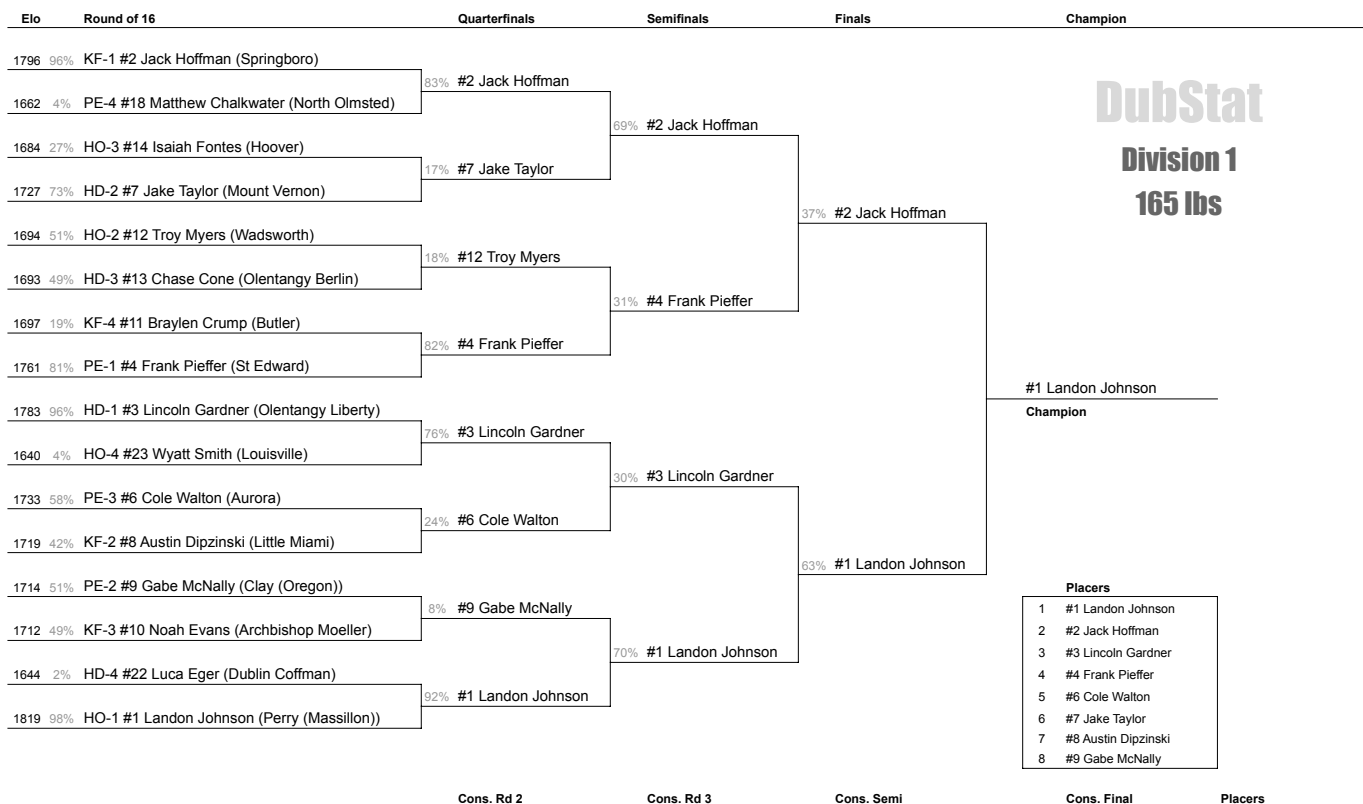 Elo Round of 16 Quarterfinals Semifinals Finals Champion
1796 96% KF-1 #2 Jack Hoffman (Springboro)
83% #2 Jack Hoffman
1662 4% PE-4 #18 Matthew Chalkwater (North Olmsted)
69% #2 Jack Hoffman
1684 27% HO-3 #14 Isaiah Fontes (Hoover)
17% #7 Jake Taylor
1727 73% HD-2 #7 Jake Taylor (Mount Vernon)
37% #2 Jack Hoffman
1694 51% HO-2 #12 Troy Myers (Wadsworth)
18% #12 Troy Myers
1693 49% HD-3 #13 Chase Cone (Olentangy Berlin)
31% #4 Frank Pieffer
1697 19% KF-4 #11 Braylen Crump (Butler)
82% #4 Frank Pieffer
1761 81% PE-1 #4 Frank Pieffer (St Edward)
DubStat
Division 1
165 lbs
#1 Landon Johnson
Champion
1783 96% HD-1 #3 Lincoln Gardner (Olentangy Liberty)
76% #3 Lincoln Gardner
1640 4% HO-4 #23 Wyatt Smith (Louisville)
30% #3 Lincoln Gardner
1733 58% PE-3 #6 Cole Walton (Aurora)
24% #6 Cole Walton
1719 42% KF-2 #8 Austin Dipzinski (Little Miami)
63% #1 Landon Johnson
1714 51% PE-2 #9 Gabe McNally (Clay (Oregon))
8% #9 Gabe McNally
1712 49% KF-3 #10 Noah Evans (Archbishop Moeller)
70% #1 Landon Johnson
1644 2% HD-4 #22 Luca Eger (Dublin Coffman)
92% #1 Landon Johnson
1819 98% HO-1 #1 Landon Johnson (Perry (Massillon))
Placers
1 #1 Landon Johnson
2 #2 Jack Hoffman
3 #3 Lincoln Gardner
4 #4 Frank Pieffer
5 #6 Cole Walton
6 #7 Jake Taylor
7 #8 Austin Dipzinski
8 #9 Gabe McNally
Cons. Rd 2 Cons. Rd 3 Cons. Semi Cons. Final Placers